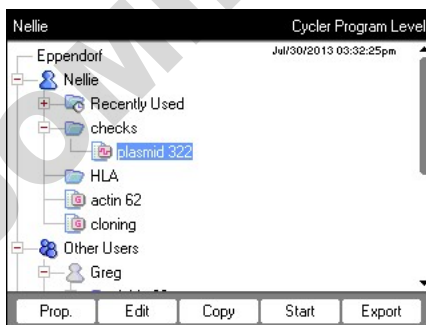 Nellie Cycler Program Level
Eppendorf Jul/30/2013 03:32:25pm
Nellie
Recently Used
checks
plasmid 322
HLA
G actin 62
G cloning
Other Users
Greg
Prop. Edit Copy Start Export